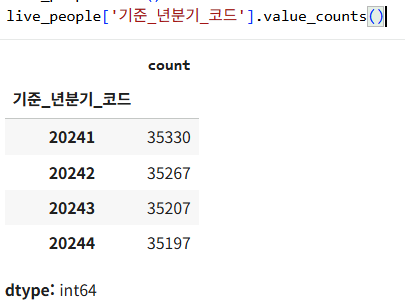 live_people['기준_년분기_코드'].value_counts()
count
기준_년분기_코드
20241 35330
20242 35267
20243 35207
20244 35197
dtype: int64